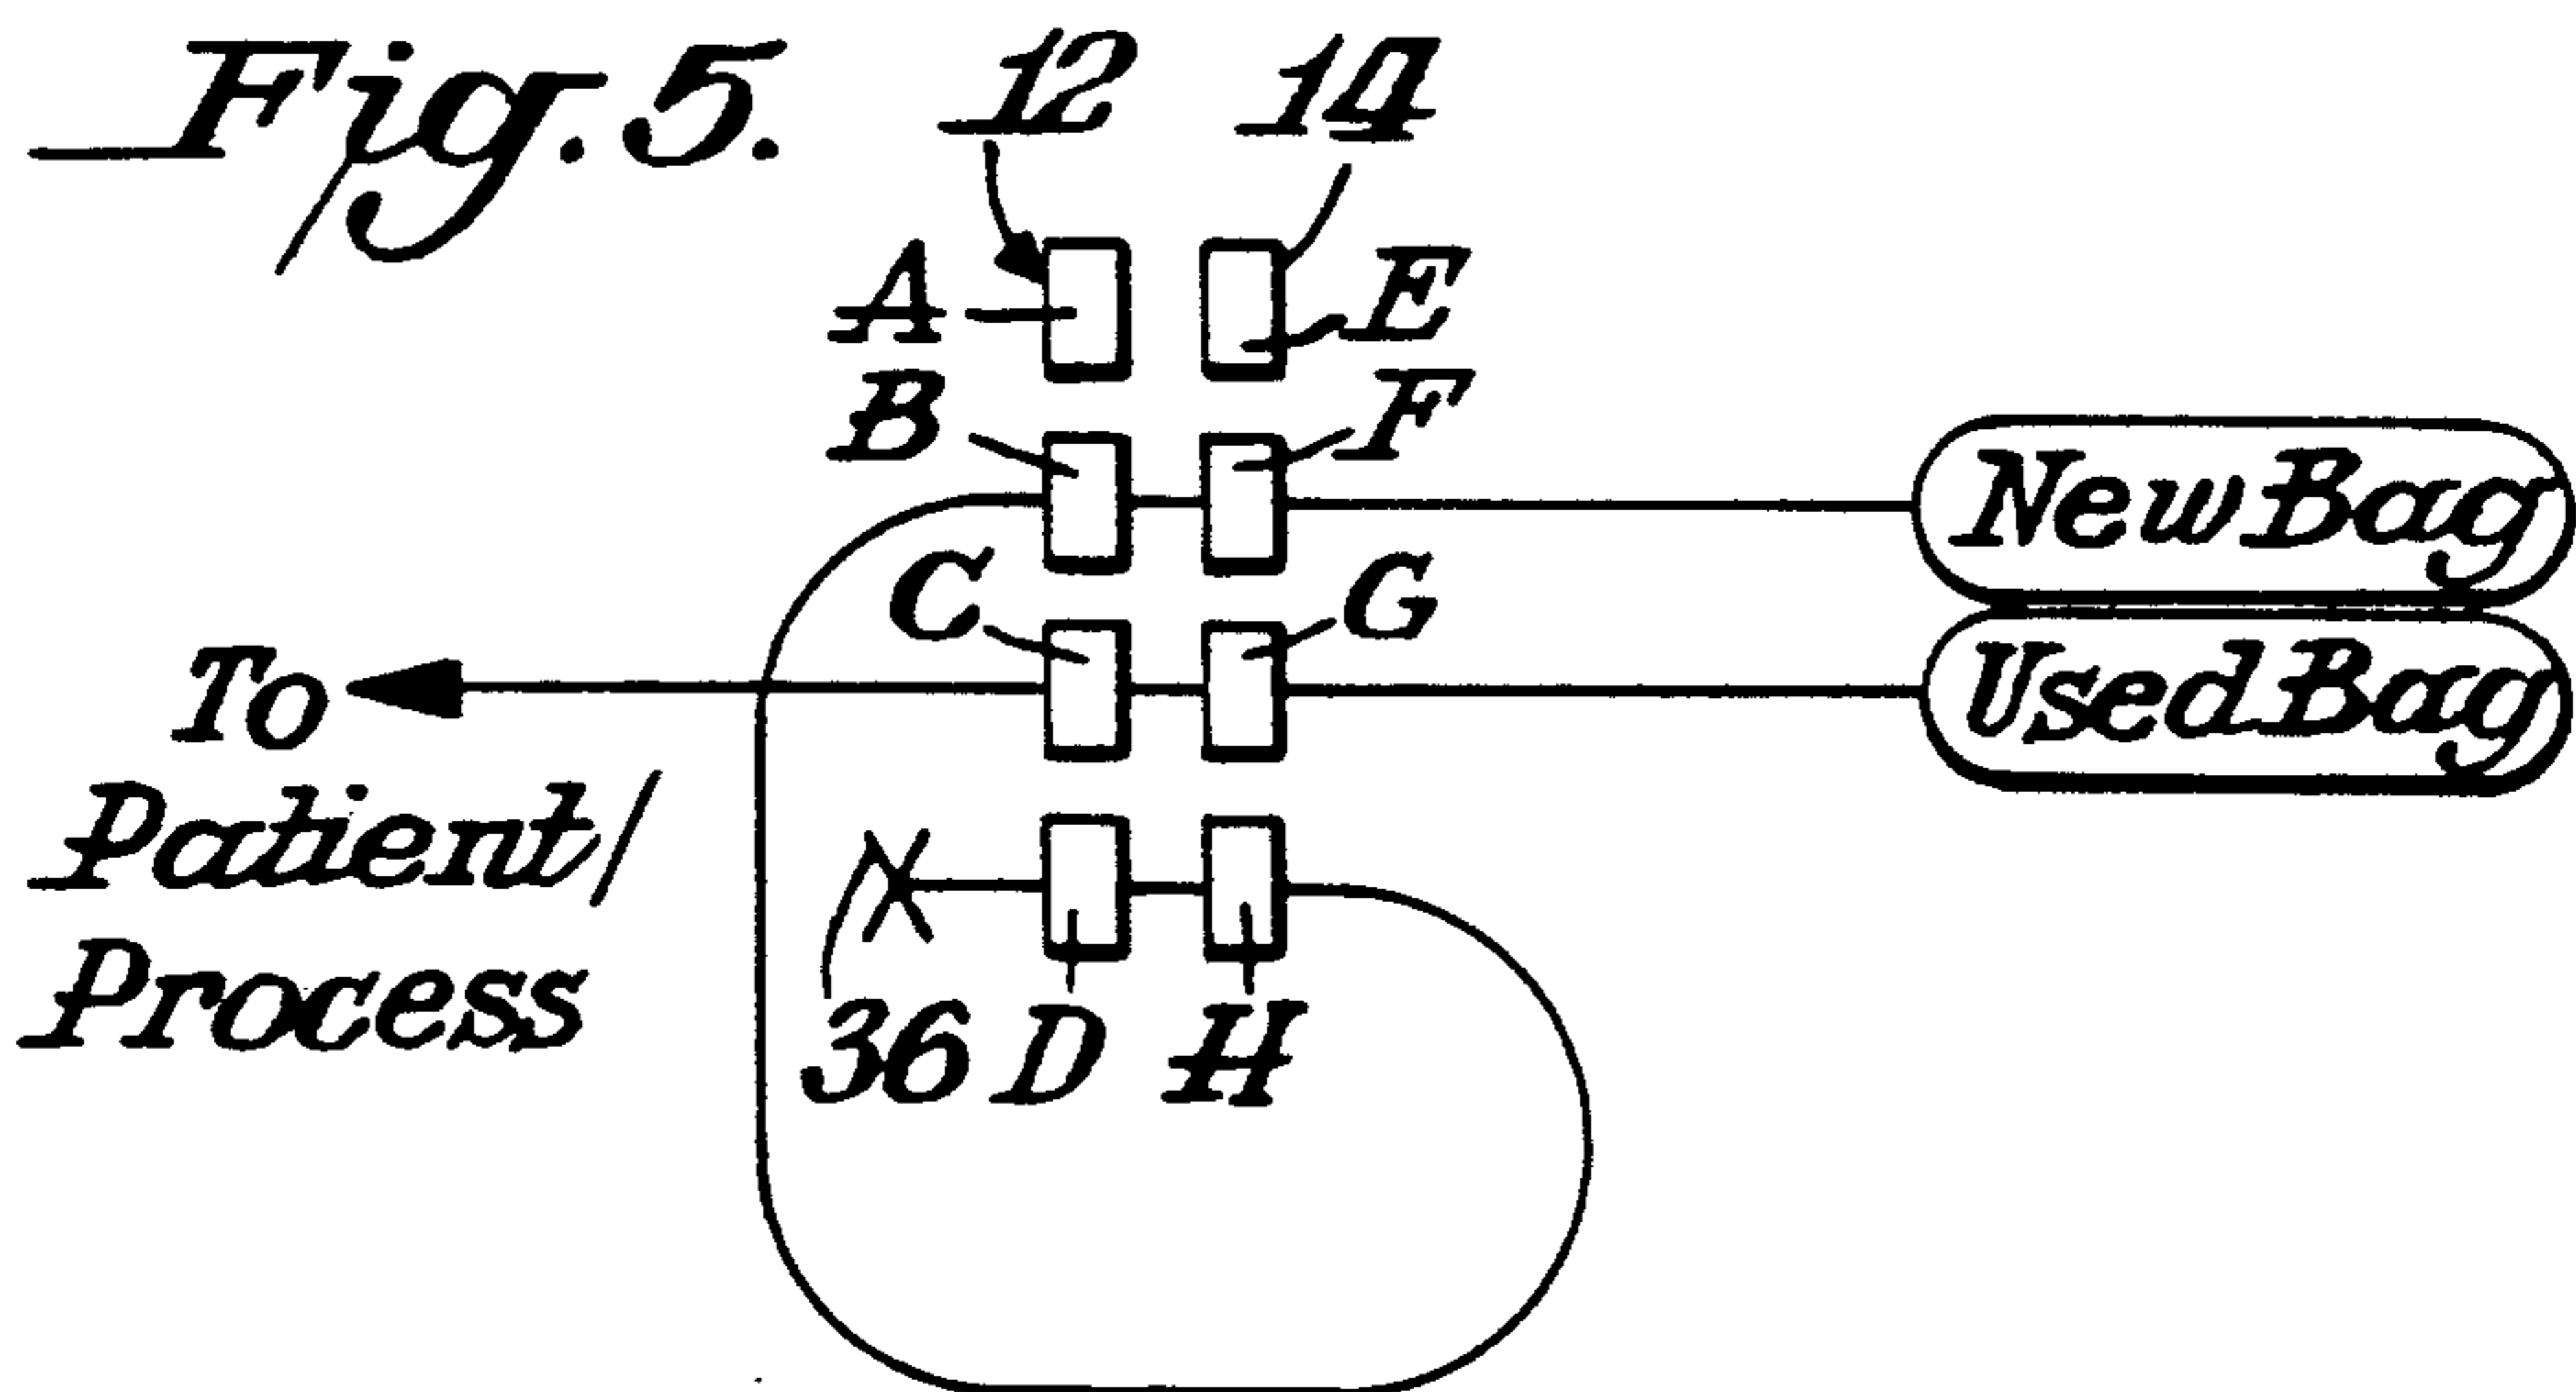 Fig. 5.
12 14
A E
B F
New Bag
C G
To
Patient/
Process
Used Bag
36 D H